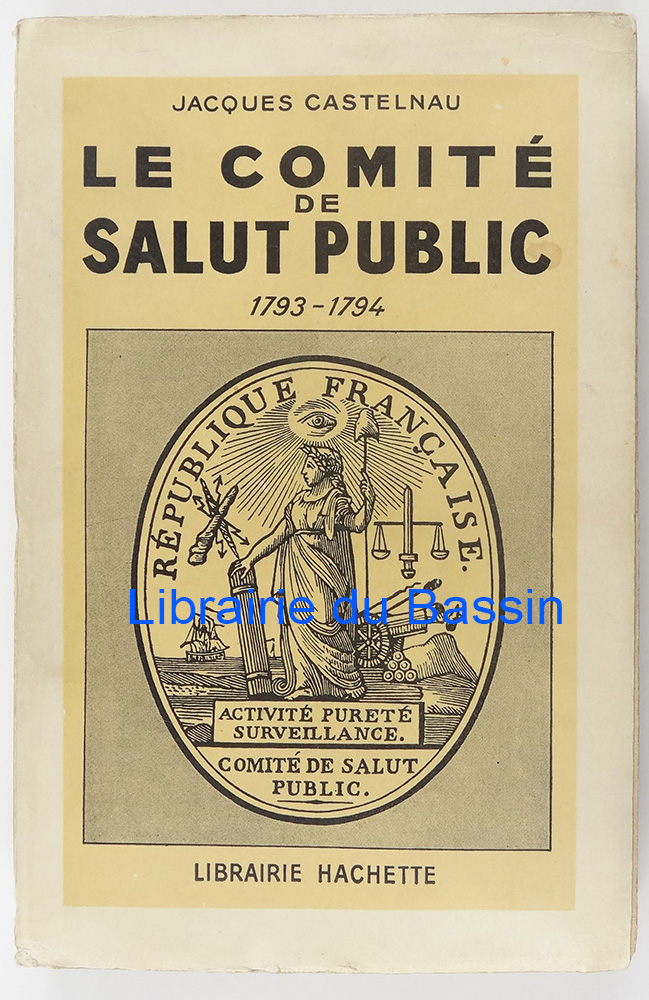 JACQUES CASTELNAU
LE COMITÉ
DE
SALUT PUBLIC
1793-1794
RÉPUBLIQUE FRANÇAISE.
Librairie du Bassin
ACTIVITÉ PURETÉ
SURVEILLANCE.
COMITÉ DE SALUT
PUBLIC.
LIBRAIRIE HACHETTE